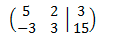 ( 5 2 | 3 )
( −3 3 | 15 )